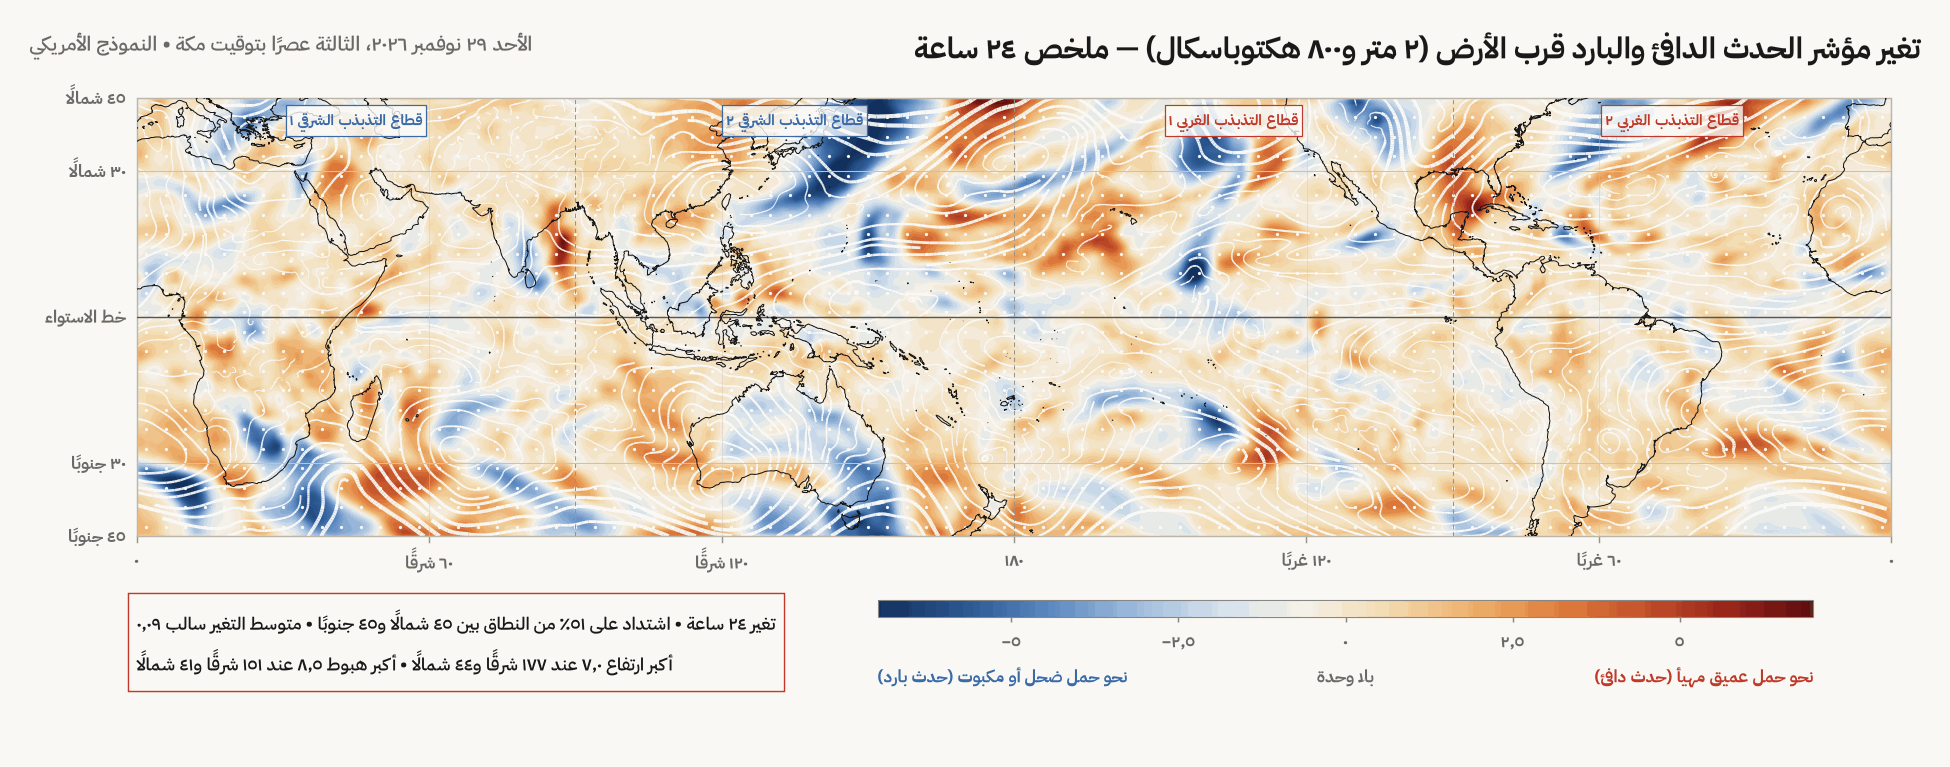 تغير مؤشر الحدث الدافئ والبارد قرب الأرض (٢ متر و٨٠٠ هكتوباسكال) — ملخص ٢٤ ساعة
الأحد ٢٩ نوفمبر ٢٠٢٦، الثالثة عصرًا بتوقيت مكة • النموذج الأمريكي
قطاع التذبذب الشرقي ١
قطاع التذبذب الشرقي ٢
قطاع التذبذب الغربي ١
قطاع التذبذب الغربي ٢
٤٥ شمالًا
٣٠ شمالًا
خط الاستواء
٣٠ جنوبًا
٤٥ جنوبًا
٠
٦٠ شرقًا
١٢٠ شرقًا
١٨٠
١٢٠ غربًا
٦٠ غربًا
٠
تغير ٢٤ ساعة • اشتداد على ٥١٪ من النطاق بين ٤٥ شمالًا و٤٥ جنوبًا • متوسط التغير سالب ٠,٠٩
أكبر ارتفاع ٧,٠ عند ١٧٧ شرقًا و٤٤ شمالًا • أكبر هبوط ٨,٥ عند ١٥١ شرقًا و٤١ شمالًا
−٥
−٢,٥
٠
٢,٥
٥
نحو حمل ضحل أو مكبوت (حدث بارد)
بلا وحدة
نحو حمل عميق مهيأ (حدث دافئ)